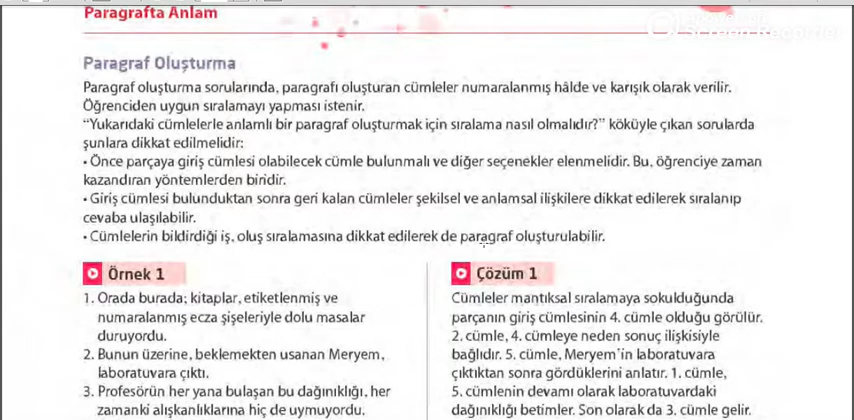 Paragrafta Anlam
Paragraf Oluşturma
Paragraf oluşturma sorularında, paragrafı oluşturan cümleler numaralanmış hâlde ve karışık olarak verilir.
Öğrenciden uygun sıralamayı yapması istenir.
“Yukarıdaki cümlelerle anlamlı bir paragraf oluşturmak için sıralama nasıl olmalıdır?” köküyle çıkan sorularda
şunlara dikkat edilmelidir:
• Önce parçaya giriş cümlesi olabilecek cümle bulunmalı ve diğer seçenekler elenmelidir. Bu, öğrenciye zaman
kazandıran yöntemlerden biridir.
• Giriş cümlesi bulunduktan sonra geri kalan cümleler şekilsel ve anlamsal ilişkilere dikkat edilerek sıralanıp
cevaba ulaşılabilir.
• Cümlelerin bildirdiği iş, oluş sıralamasına dikkat edilerek de paragraf oluşturulabilir.
Örnek 1
1. Orada burada; kitaplar, etiketlenmiş ve
numaralanmış ecza şişeleriyle dolu masalar
duruyordu.
2. Bunun üzerine, beklemekten usanan Meryem,
laboratuvara çıktı.
3. Profesörün her yana bulaşan bu dağınıklığı, her
zamanki alışkanlıklarına hiç de uymuyordu.
Çözüm 1
Cümleler mantıksal sıralamaya sokulduğunda
parçanın giriş cümlesinin 4. cümle olduğu görülür.
2. cümle, 4. cümleye neden sonuç ilişkisiyle
bağlıdır. 5. cümle, Meryem'in laboratuvara
çıktıktan sonra gördüklerini anlatır. 1. cümle,
5. cümlenin devamı olarak laboratuvardaki
dağınıklığı betimler. Son olarak da 3. cümle gelir.